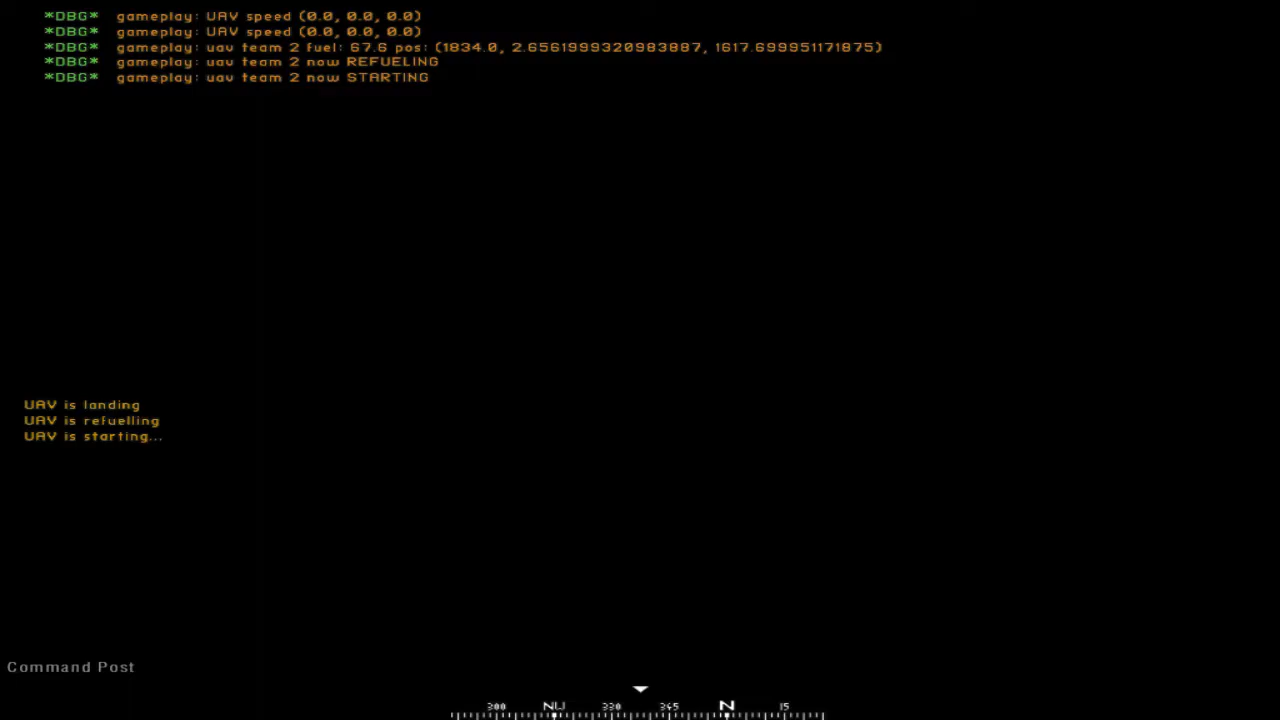 *DBG* gameplay: UAV speed (0.0, 0.0, 0.0)
*DBG* gameplay: UAV speed (0.0, 0.0, 0.0)
*DBG* gameplay: uav team 2 fuel: 67.6 pos: (1834.0, 2.6561999320983887, 1617.699951171875)
*DBG* gameplay: uav team 2 now REFUELING
*DBG* gameplay: uav team 2 now STARTING
UAV is landing
UAV is refuelling
UAV is starting...
Command Post
300 NW 330 345 N 15